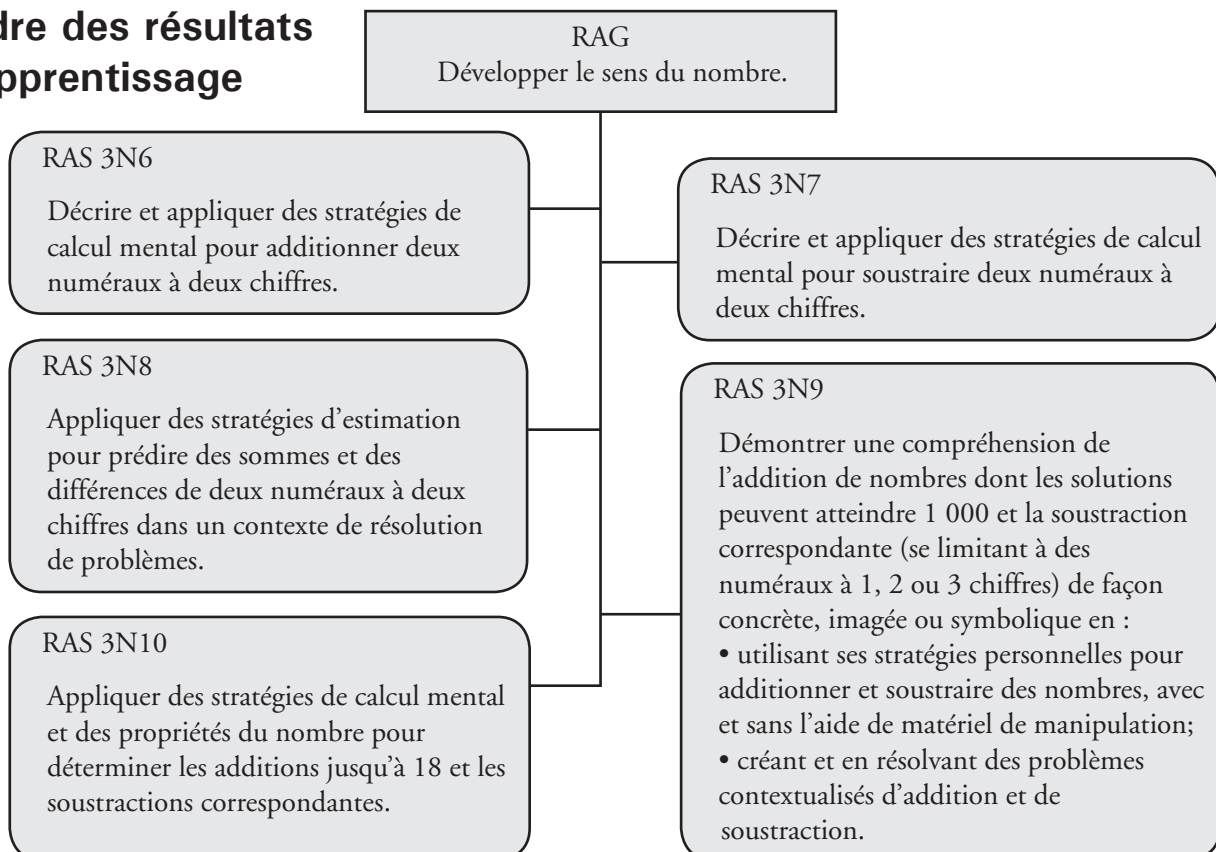 dre des résultats
pprentissage
RAG
Développer le sens du nombre.
RAS 3N6
Décrire et appliquer des stratégies de
calcul mental pour additionner deux
numéraux à deux chiffres.
RAS 3N7
Décrire et appliquer des stratégies de calcul
mental pour soustraire deux numéraux à
deux chiffres.
RAS 3N8
Appliquer des stratégies d'estimation
pour prédire des sommes et des
différences de deux numéraux à deux
chiffres dans un contexte de résolution
de problèmes.
RAS 3N9
Démontrer une compréhension de
l'addition de nombres dont les solutions
peuvent atteindre 1 000 et la soustraction
correspondante (se limitant à des
numéraux à 1, 2 ou 3 chiffres) de façon
concrète, imagée ou symbolique en :
• utilisant ses stratégies personnelles pour
additionner et soustraire des nombres, avec
et sans l'aide de matériel de manipulation;
• créant et en résolvant des problèmes
contextualisés d'addition et de
soustraction.
RAS 3N10
Appliquer des stratégies de calcul mental
et des propriétés du nombre pour
déterminer les additions jusqu'à 18 et les
soustractions correspondantes.